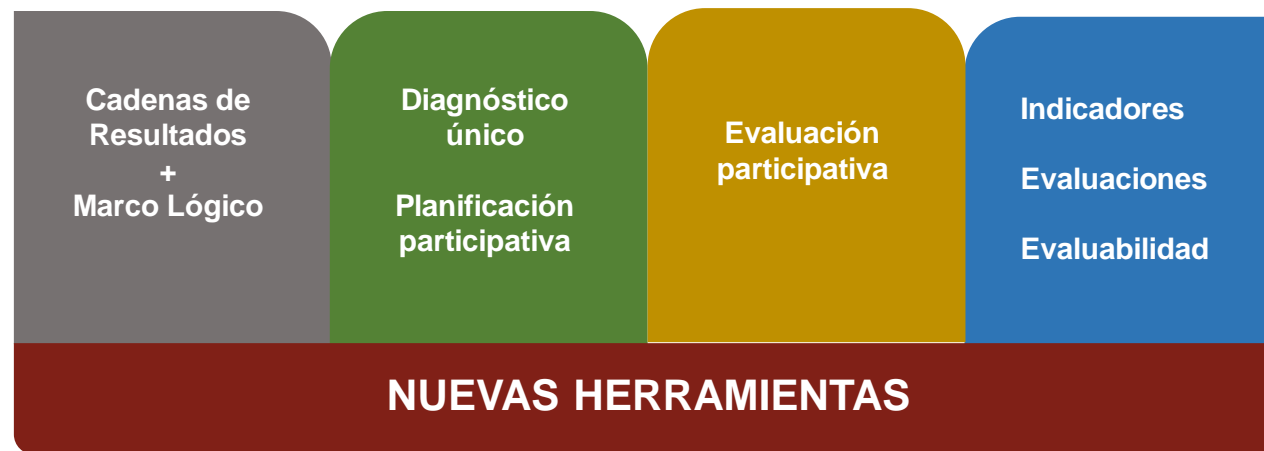 Cadenas de
Resultados
+
Marco Lógico
Diagnóstico
único
Planificación
participativa
Evaluación
participativa
Indicadores
Evaluaciones
Evaluabilidad
NUEVAS HERRAMIENTAS